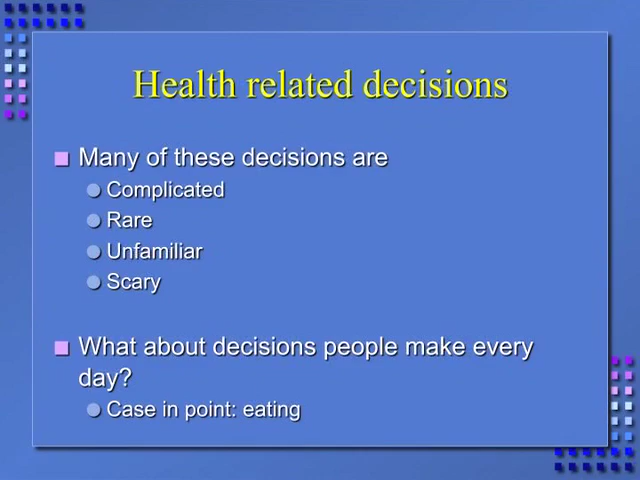 Health related decisions
Many of these decisions are
Complicated
Rare
Unfamiliar
Scary
What about decisions people make every
day?
Case in point: eating